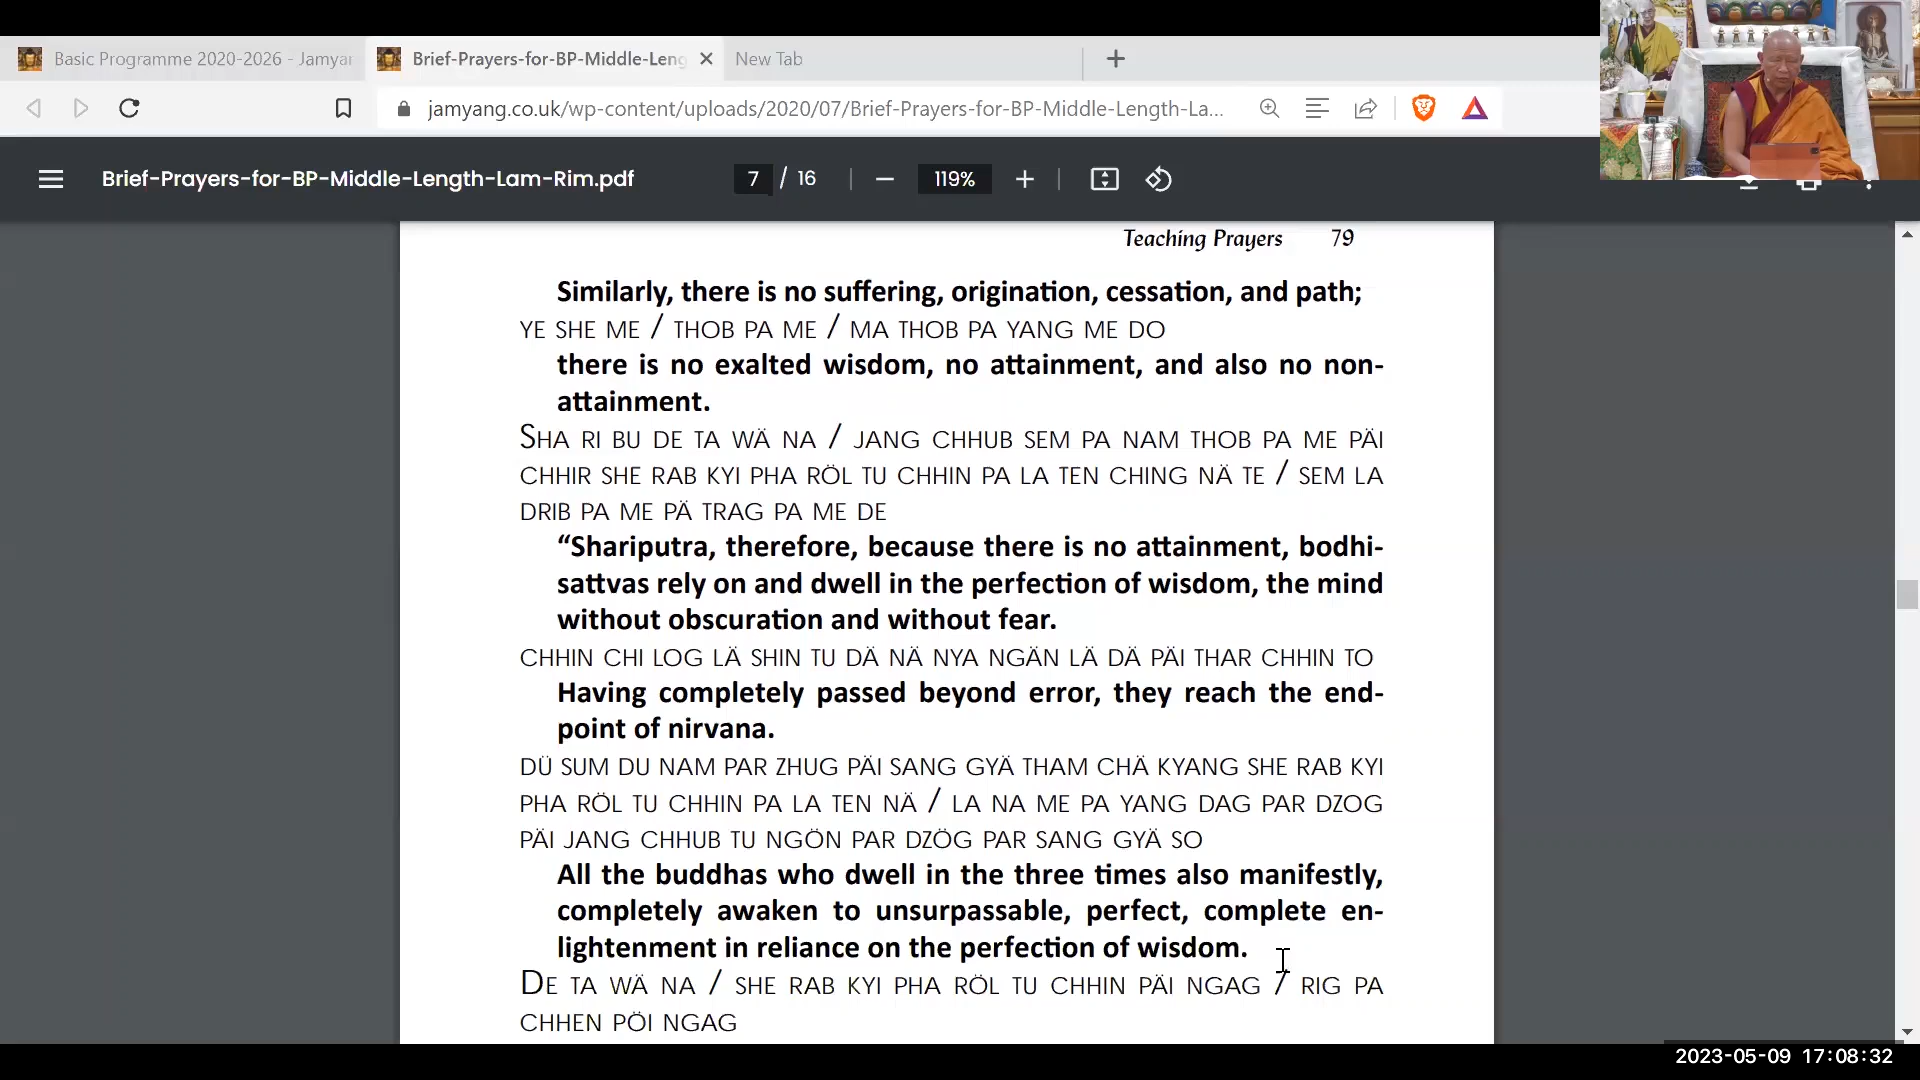 Basic Programme 2020-2026 - Jamyar
Brief-Prayers-for-BP-Middle-Leng
New Tab
jamyang.co.uk/wp-content/uploads/2020/07/Brief-Prayers-for-BP-Middle-Length-La...
Brief-Prayers-for-BP-Middle-Length-Lam-Rim.pdf
7 / 16
119%
Teaching Prayers 79
Similarly, there is no suffering, origination, cessation, and path;
YE SHE ME / THOB PA ME / MA THOB PA YANG ME DO
there is no exalted wisdom, no attainment, and also no non-
attainment.
SHA RI BU DE TA WÄ NA / JANG CHHUB SEM PA NAM THOB PA ME PÄI
CHHIR SHE RAB KYI PHA RÖL TU CHHIN PA LA TEN CHING NÄ TE / SEM LA
DRIB PA ME PÄ TRAG PA ME DE
“Shariputra, therefore, because there is no attainment, bodhi-
sattvas rely on and dwell in the perfection of wisdom, the mind
without obscuration and without fear.
CHHIN CHI LOG LÄ SHIN TU DÄ NÄ NYA NGÄN LÄ DÄ PÄI THAR CHHIN TO
Having completely passed beyond error, they reach the end-
point of nirvana.
DÜ SUM DU NAM PAR ZHUG PÄI SANG GYÄ THAM CHÄ KYANG SHE RAB KYI
PHA RÖL TU CHHIN PA LA TEN NÄ / LA NA ME PA YANG DAG PAR DZOG
PÄI JANG CHHUB TU NGÖN PAR DZÖG PAR SANG GYÄ SO
All the buddhas who dwell in the three times also manifestly,
completely awaken to unsurpassable, perfect, complete en-
lightenment in reliance on the perfection of wisdom.
DE TA WÄ NA / SHE RAB KYI PHA RÖL TU CHHIN PÄI NGAG / RIG PA
CHHEN PÖI NGAG
2023-05-09 17:08:32